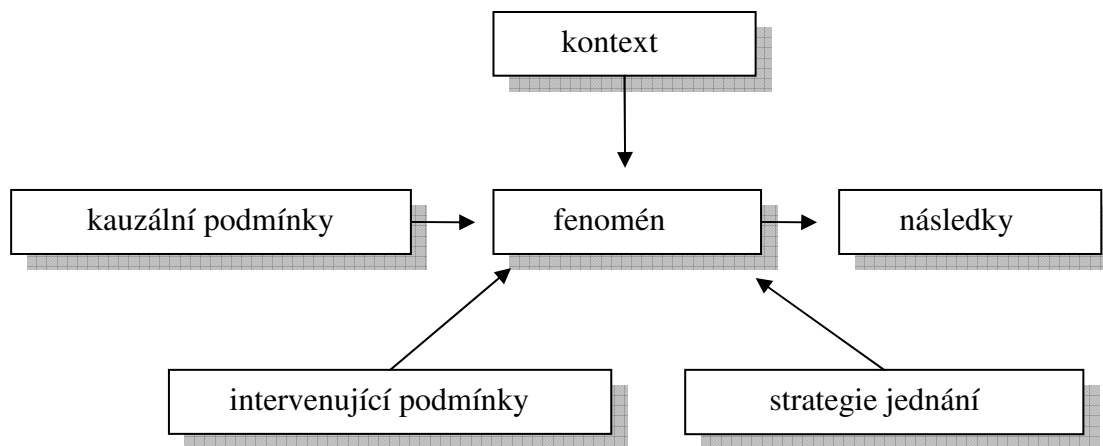 kontext
kauzální podmínky
fenomén
následky
intervenující podmínky
strategie jednání